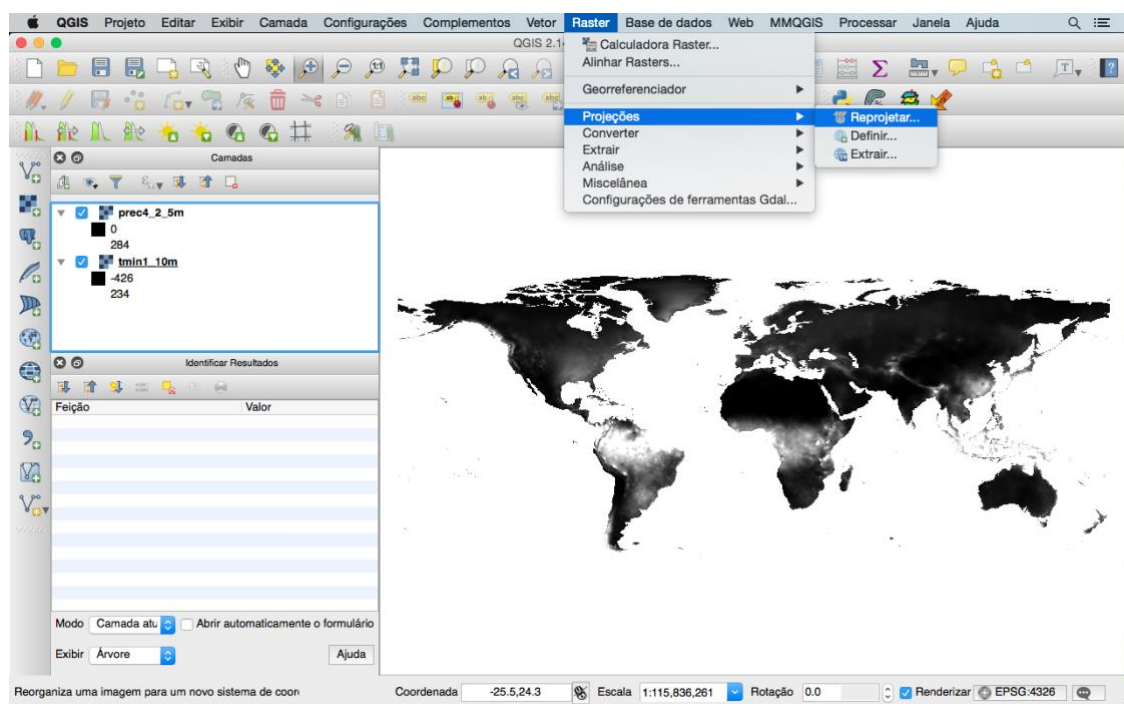 QGIS Projeto Editar Exibir Camada Configurações Complementos Vetor Raster Base de dados Web MMQGIS Processar Janela Ajuda
QGIS 2.1
Calculadora Raster...
Alinhar Rasters...
Georreferenciador
Projeções
Converter
Extrair
Análise
Miscelânea
Configurações de ferramentas Gdal...
Reprojetar...
Definir...
Extrair...
Camadas
prec4_2_5m
0
284
tmin1_10m
-426
234
Identificar Resultados
Feição Valor
Modo Camada atu Abrir automaticamente o formulário
Exibir Árvore Ajuda
Reorganiza uma imagem para um novo sistema de coor
Coordenada -25.5,24.3 Escala 1:115,836,261 Rotação 0.0 Renderizar EPSG:4326